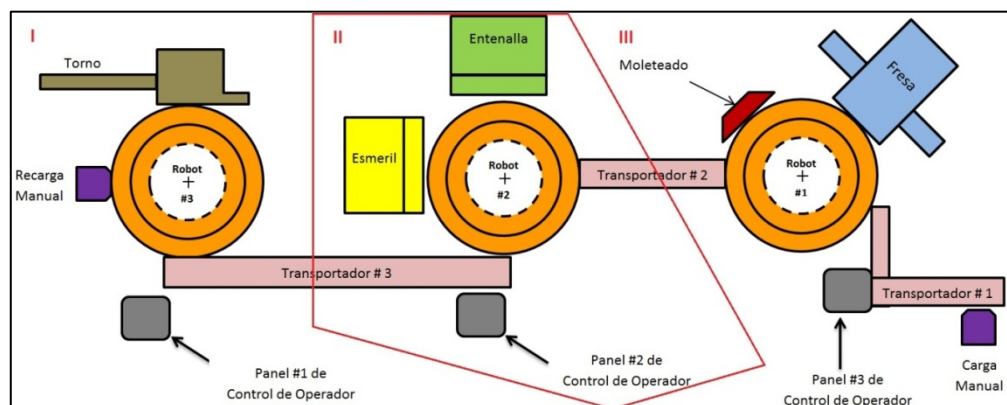 I
II
III
Torno
Entenalla
Moleteado
Fresa
Esmeril
Recarga
Manual
Robot
#3
Robot
#2
Robot
#1
Transportador # 2
Transportador # 3
Transportador # 1
Panel #1 de
Control de Operador
Panel #2 de
Control de Operador
Panel #3 de
Control de Operador
Carga
Manual